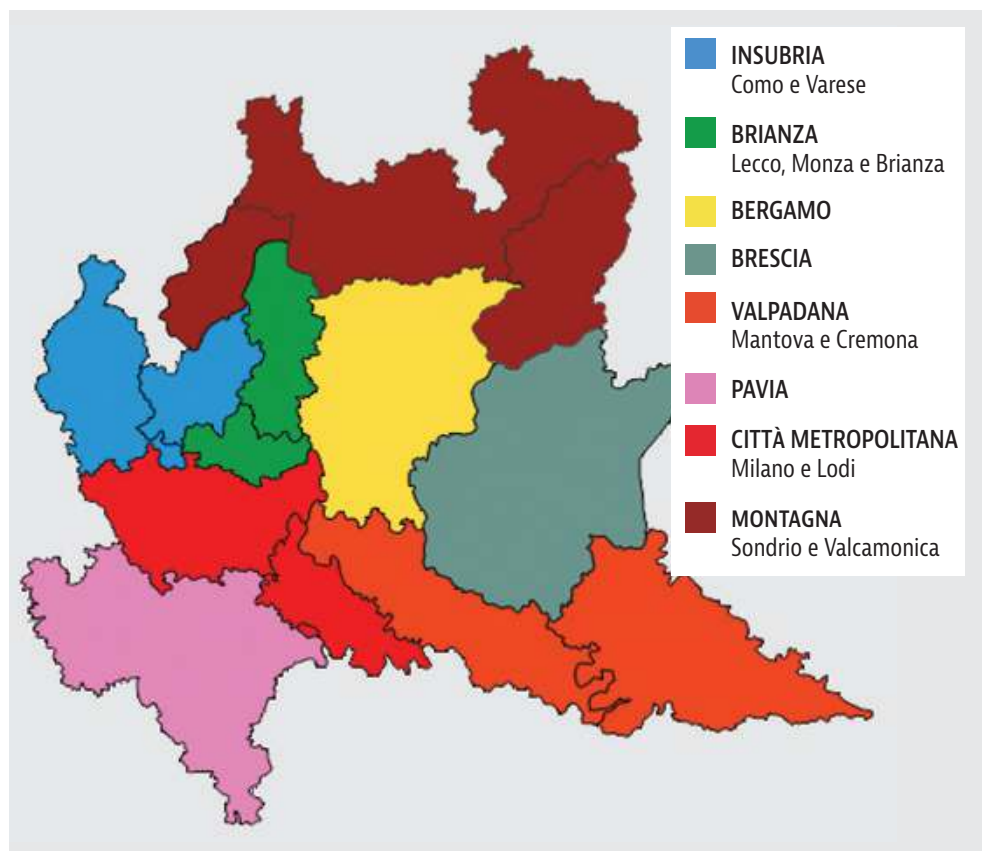 INSUBRIA
Como e Varese
BRIANZA
Lecco, Monza e Brianza
BERGAMO
BRESCIA
VALPADANA
Mantova e Cremona
PAVIA
CITTÀ METROPOLITANA
Milano e Lodi
MONTAGNA
Sondrio e Valcamonica